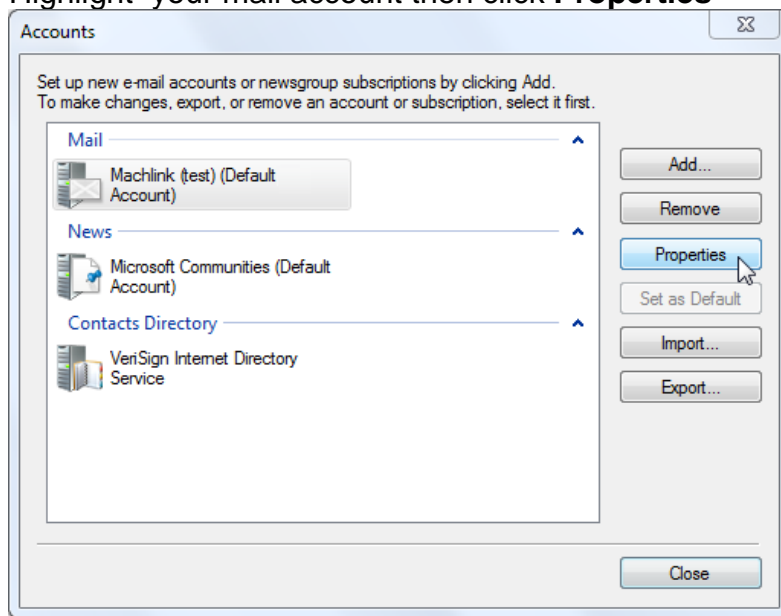 Highlight your mail account then click Properties
Accounts
Set up new e-mail accounts or newsgroup subscriptions by clicking Add.
To make changes, export, or remove an account or subscription, select it first.
Mail
Machlink (test) (Default
Account)
News
Microsoft Communities (Default
Account)
Contacts Directory
VeriSign Internet Directory
Service
Add...
Remove
Properties
Set as Default
Import...
Export...
Close